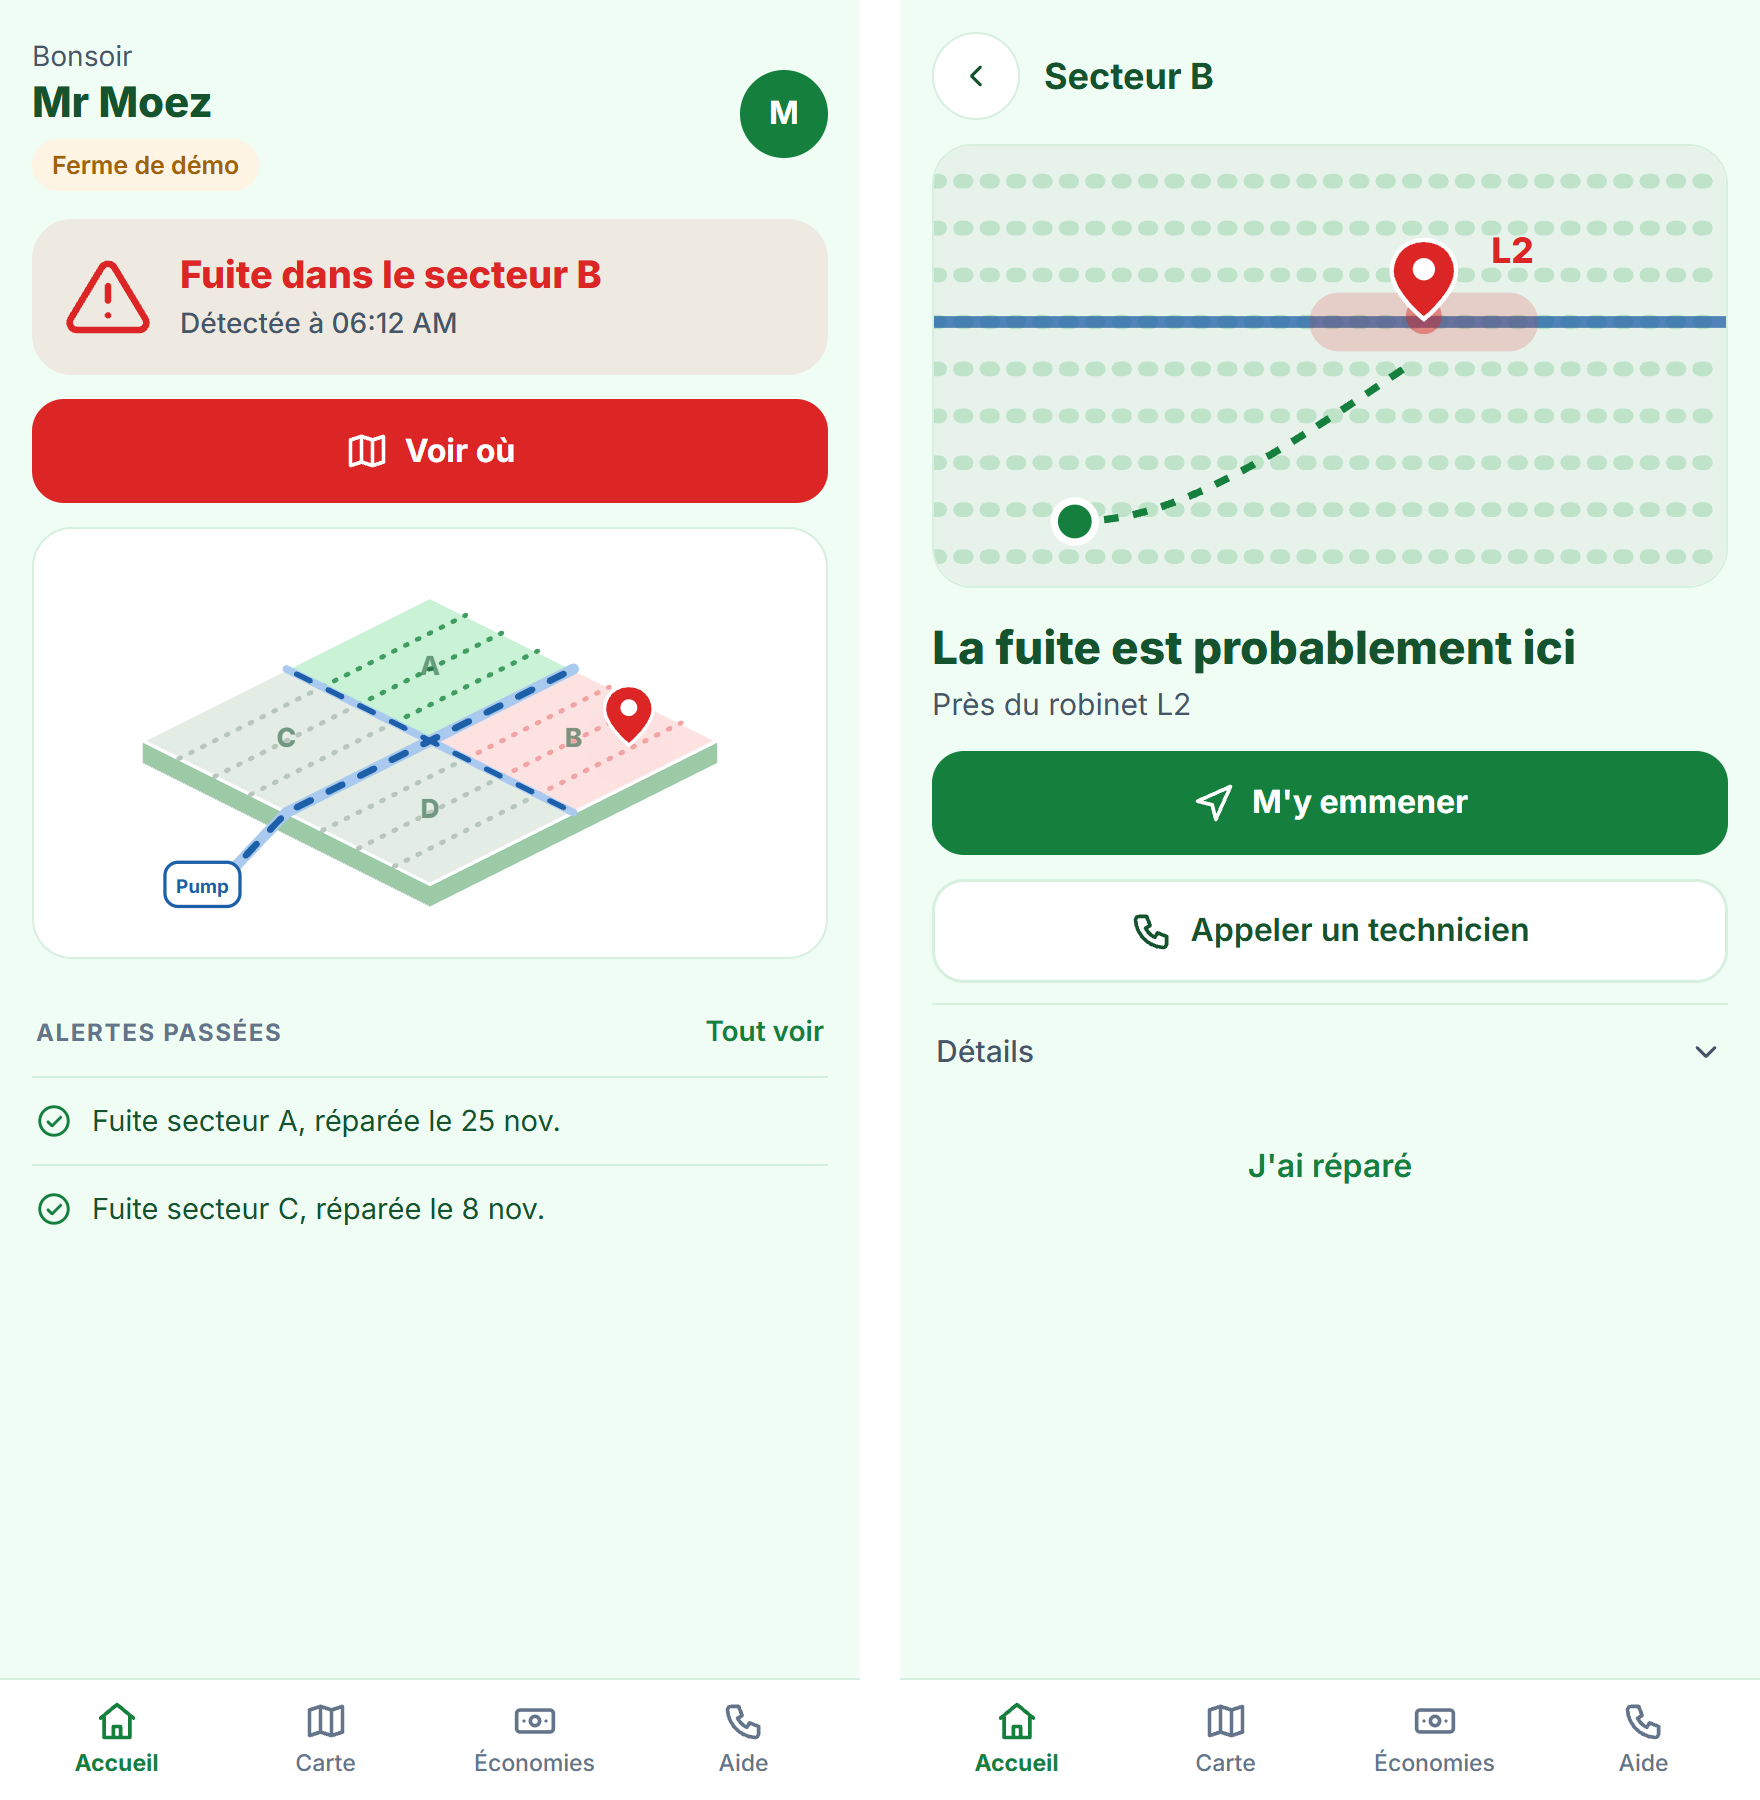 Bonsoir
Mr Moez
M
Ferme de démo
Fuite dans le secteur B
Détectée à 06:12 AM
Voir où
A
C
B
D
Pump
ALERTES PASSÉES
Tout voir
Fuite secteur A, réparée le 25 nov.
Fuite secteur C, réparée le 8 nov.
Accueil
Carte
Économies
Aide
Secteur B
L2
La fuite est probablement ici
Près du robinet L2
M'y emmener
Appeler un technicien
Détails
J'ai réparé
Accueil
Carte
Économies
Aide